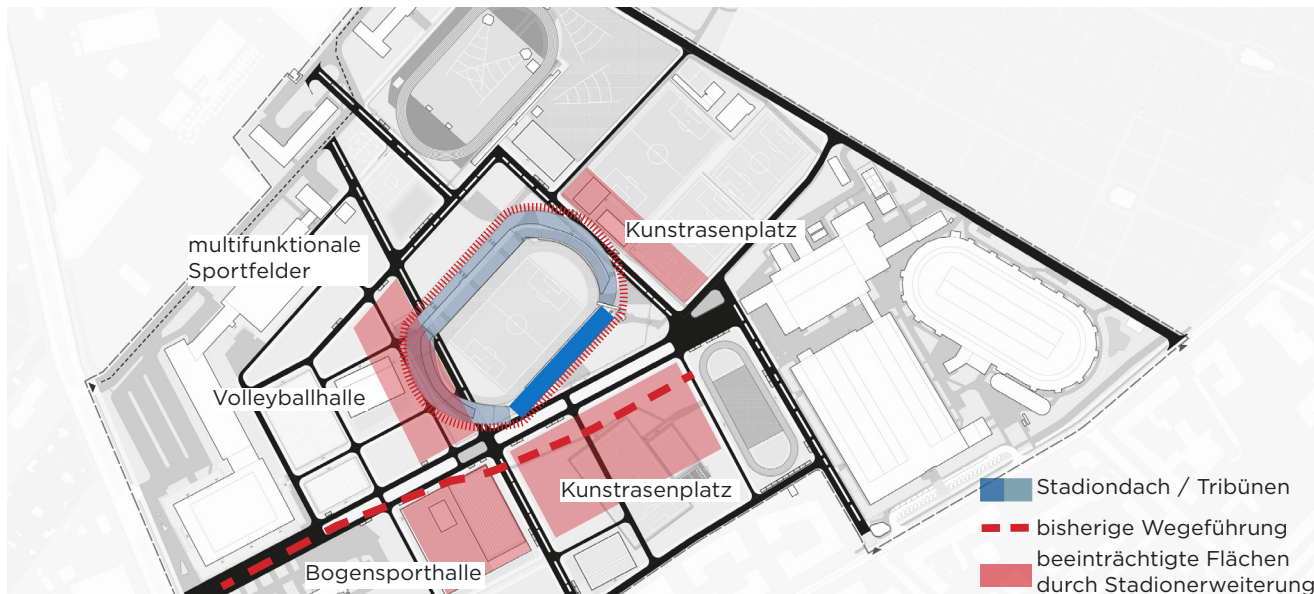 Kunstrasenplatz
multifunktionale
Sportfelder
Volleyballhalle
Kunstrasenplatz
Bogensporthalle
Stadiondach / Tribünen
bisherige Wegeführung
beeinträchtigte Flächen
durch Stadionerweiterung